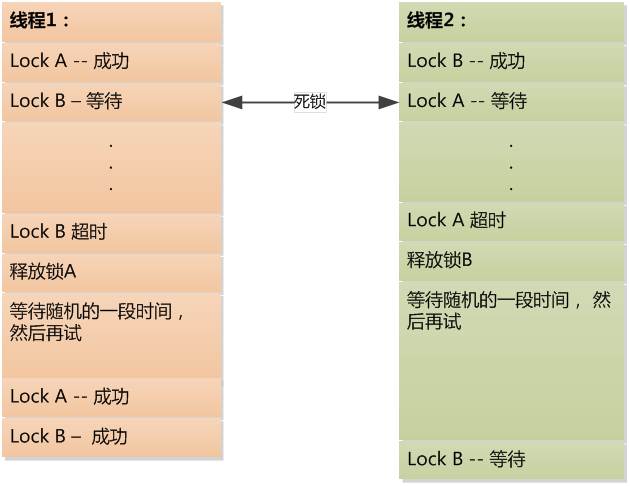 线程1：
Lock A -- 成功
Lock B – 等待
.
.
.
Lock B 超时
释放锁A
等待随机的一段时间，
然后再试
Lock A -- 成功
Lock B – 成功
死锁
线程2：
Lock B -- 成功
Lock A -- 等待
.
.
.
Lock A 超时
释放锁B
等待随机的一段时间， 然
后再试
Lock B -- 等待